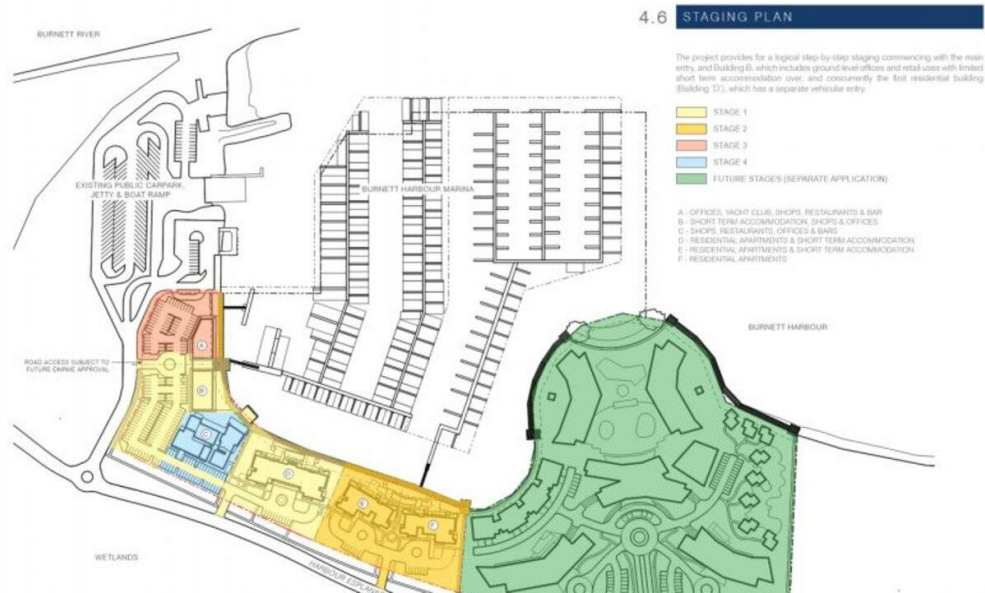 4.6 STAGING PLAN
The project provides for a logical step-by-step staging commencing with the main
entry, and Building B, which includes ground level offices and retail uses with limited
short term accommodation over, and concurrently the first residential building
(Building 'D'), which has a separate vehicular entry.
STAGE 1
STAGE 2
STAGE 3
STAGE 4
FUTURE STAGES (SEPARATE APPLICATION)
A - OFFICES, YACHT CLUB, SHOPS, RESTAURANTS & BAR
B - SHORT TERM ACCOMMODATION, SHOPS & OFFICES
C - SHOPS, RESTAURANTS, OFFICES & BARS
D - RESIDENTIAL APARTMENTS & SHORT TERM ACCOMMODATION
E - RESIDENTIAL APARTMENTS & SHORT TERM ACCOMMODATION
F - RESIDENTIAL APARTMENTS
BURNETT RIVER
EXISTING PUBLIC CARPARK,
JETTY & BOAT RAMP
BURNETT HARBOUR MARINA
BURNETT HARBOUR
ROAD ACCESS SUBJECT TO
FUTURE DNRME APPROVAL
A
B
C
D
E
F
WETLANDS
HARBOUR